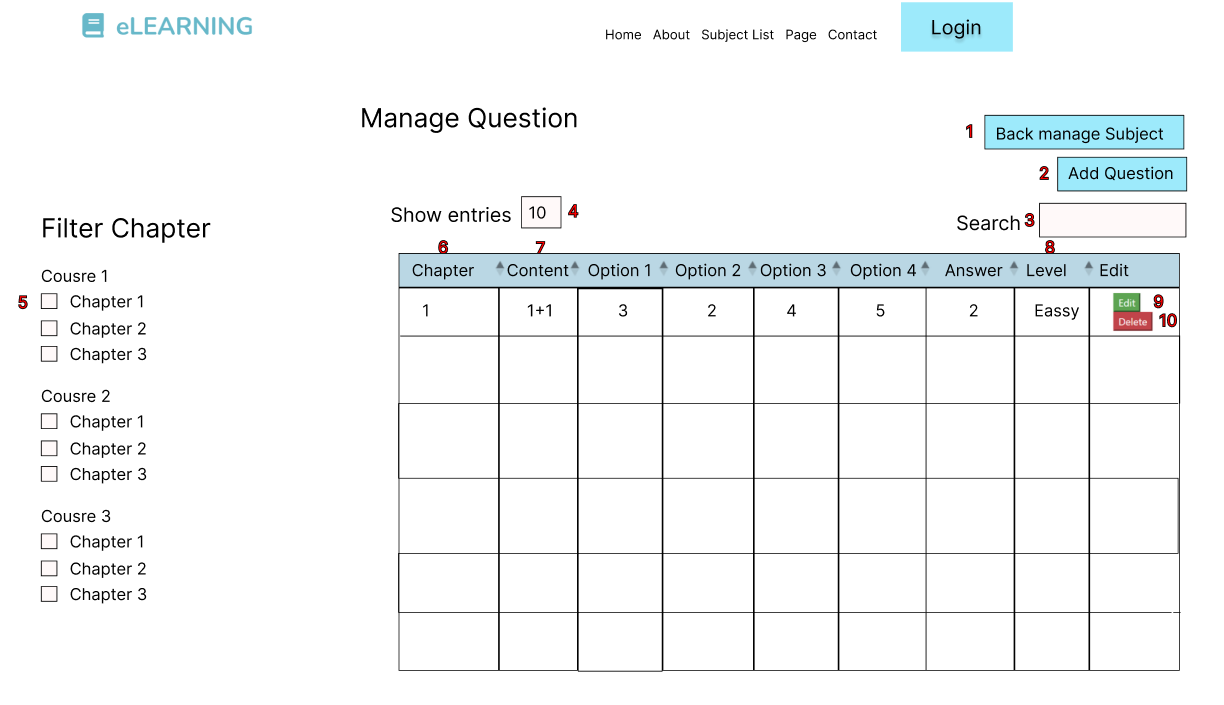 eLEARNING
Home About Subject List Page Contact
Login
Manage Question
1 Back manage Subject
2 Add Question
Show entries 10 4
Search 3
Filter Chapter
Cousre 1
5 Chapter 1
Chapter 2
Chapter 3
Cousre 2
Chapter 1
Chapter 2
Chapter 3
Cousre 3
Chapter 1
Chapter 2
Chapter 3
6 7 8
Chapter Content Option 1 Option 2 Option 3 Option 4 Answer Level Edit
1 1+1 3 2 4 5 2 Eassy Edit 9
Delete 10